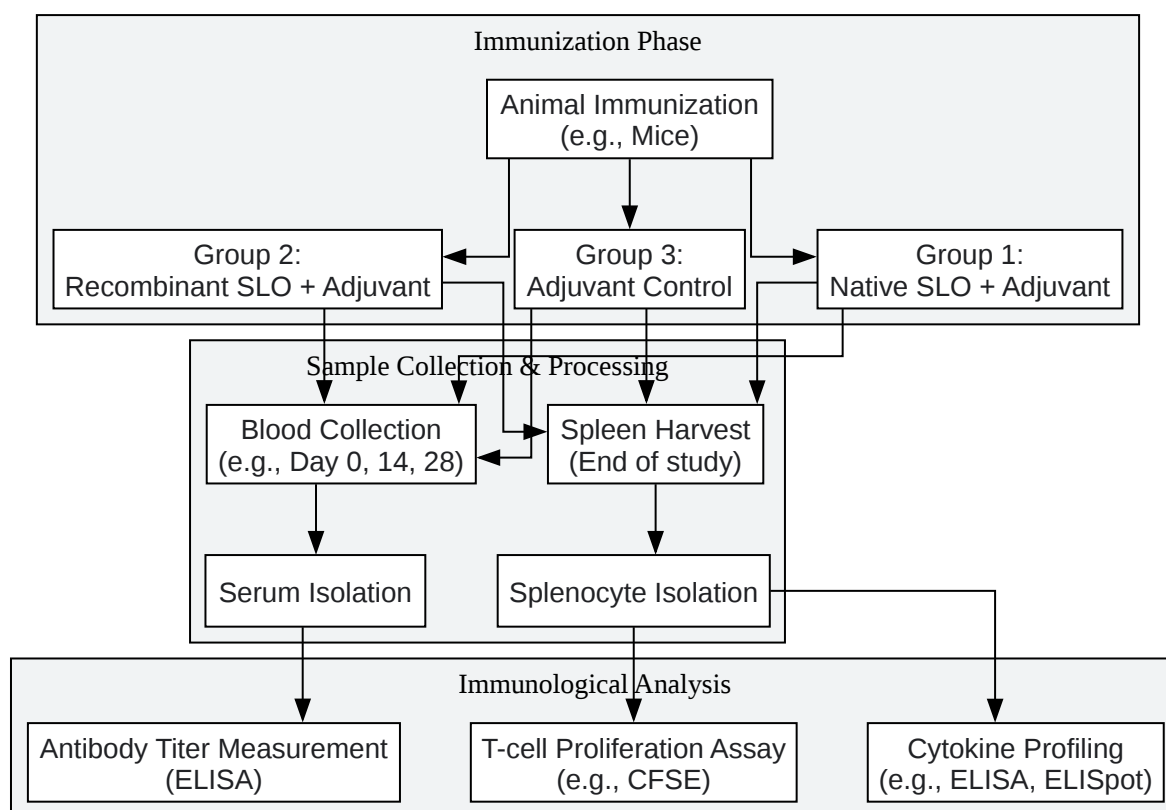 Immunization Phase
Animal Immunization
(e.g., Mice)
Group 2:
Recombinant SLO + Adjuvant
Group 3:
Adjuvant Control
Group 1:
Native SLO + Adjuvant
Sample Collection & Processing
Blood Collection
(e.g., Day 0, 14, 28)
Spleen Harvest
(End of study)
Serum Isolation
Splenocyte Isolation
Immunological Analysis
Antibody Titer Measurement
(ELISA)
T-cell Proliferation Assay
(e.g., CFSE)
Cytokine Profiling
(e.g., ELISA, ELISpot)